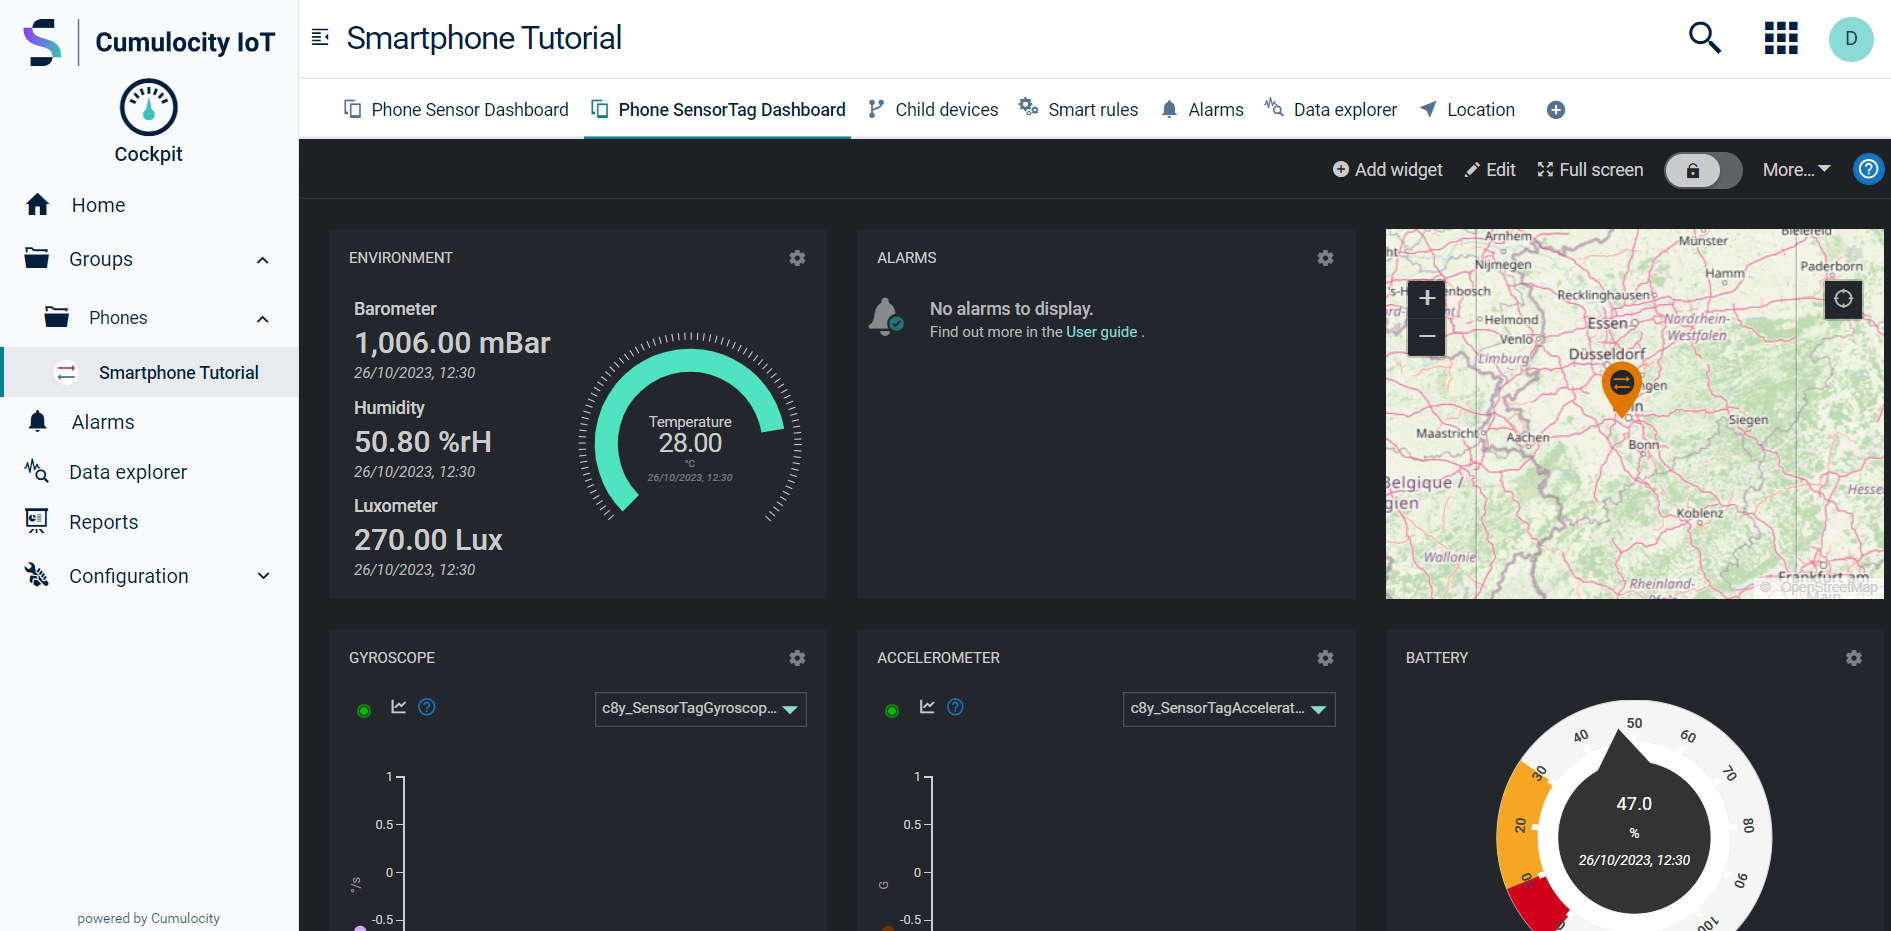 Cumulocity IoT
Cockpit
Home
Groups
Phones
Smartphone Tutorial
Alarms
Data explorer
Reports
Configuration
powered by Cumulocity
Smartphone Tutorial
D
Phone Sensor Dashboard
Phone SensorTag Dashboard
Child devices
Smart rules
Alarms
Data explorer
Location
Add widget
Edit
Full screen
More...
ENVIRONMENT
Barometer
1,006.00 mBar
26/10/2023, 12:30
Humidity
50.80 %rH
26/10/2023, 12:30
Luxometer
270.00 Lux
26/10/2023, 12:30
Temperature
28.00
°C
26/10/2023, 12:30
ALARMS
No alarms to display.
Find out more in the User guide .
Arnhem
Münster
Bielefeld
Nijmegen
Hamm
Paderborn
+
enbosch
Recklinghausen
Helmond
Essen
Nordrhein-
Westfalen
−
Venlo
Limburg
Düsseldorf
ngen
Siegen
Maastricht
Aachen
Bonn
Belgique /
gien
Hesse
Koblenz
Wallonie
Rheinland-
Frankfurt am
Main
© OpenStreetMap
GYROSCOPE
c8y_SensorTagGyroscop...
1
0.5
0
-0.5
°/s
ACCELEROMETER
c8y_SensorTagAccelerat...
1
0.5
0
-0.5
G
BATTERY
0
10
20
30
40
50
60
70
80
90
100
47.0
%
26/10/2023, 12:30